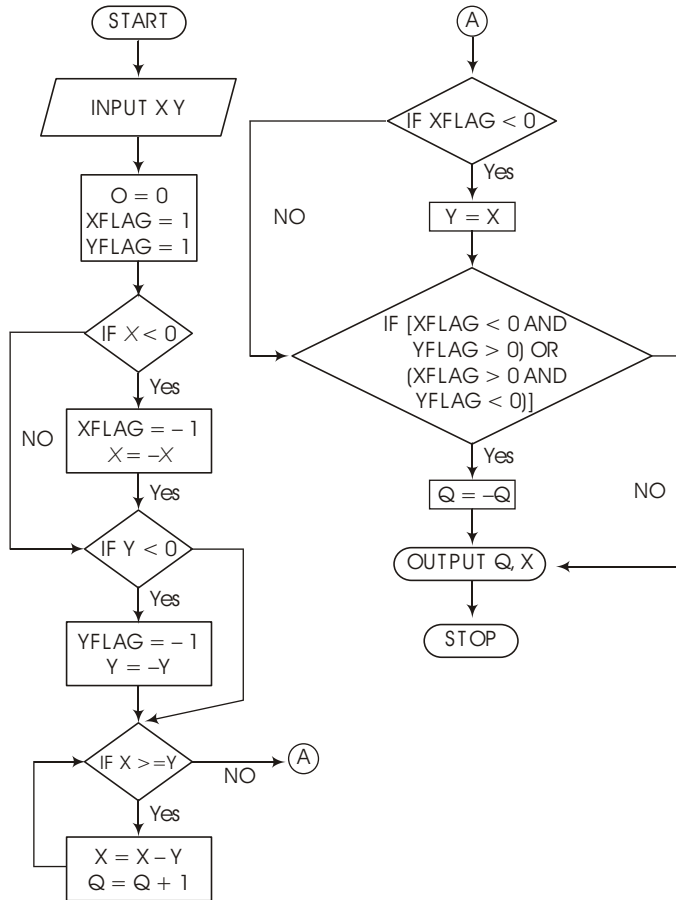 START
INPUT X Y
O = 0
XFLAG = 1
YFLAG = 1
IF X < 0
Yes
NO
XFLAG = – 1
X = –X
Yes
IF Y < 0
Yes
YFLAG = – 1
Y = –Y
IF X >=Y
NO
A
Yes
X = X – Y
Q = Q + 1
A
IF XFLAG < 0
Yes
NO
Y = X
IF [XFLAG < 0 AND
YFLAG > 0) OR
(XFLAG > 0 AND
YFLAG < 0)]
Yes
NO
Q = –Q
OUTPUT Q, X
STOP